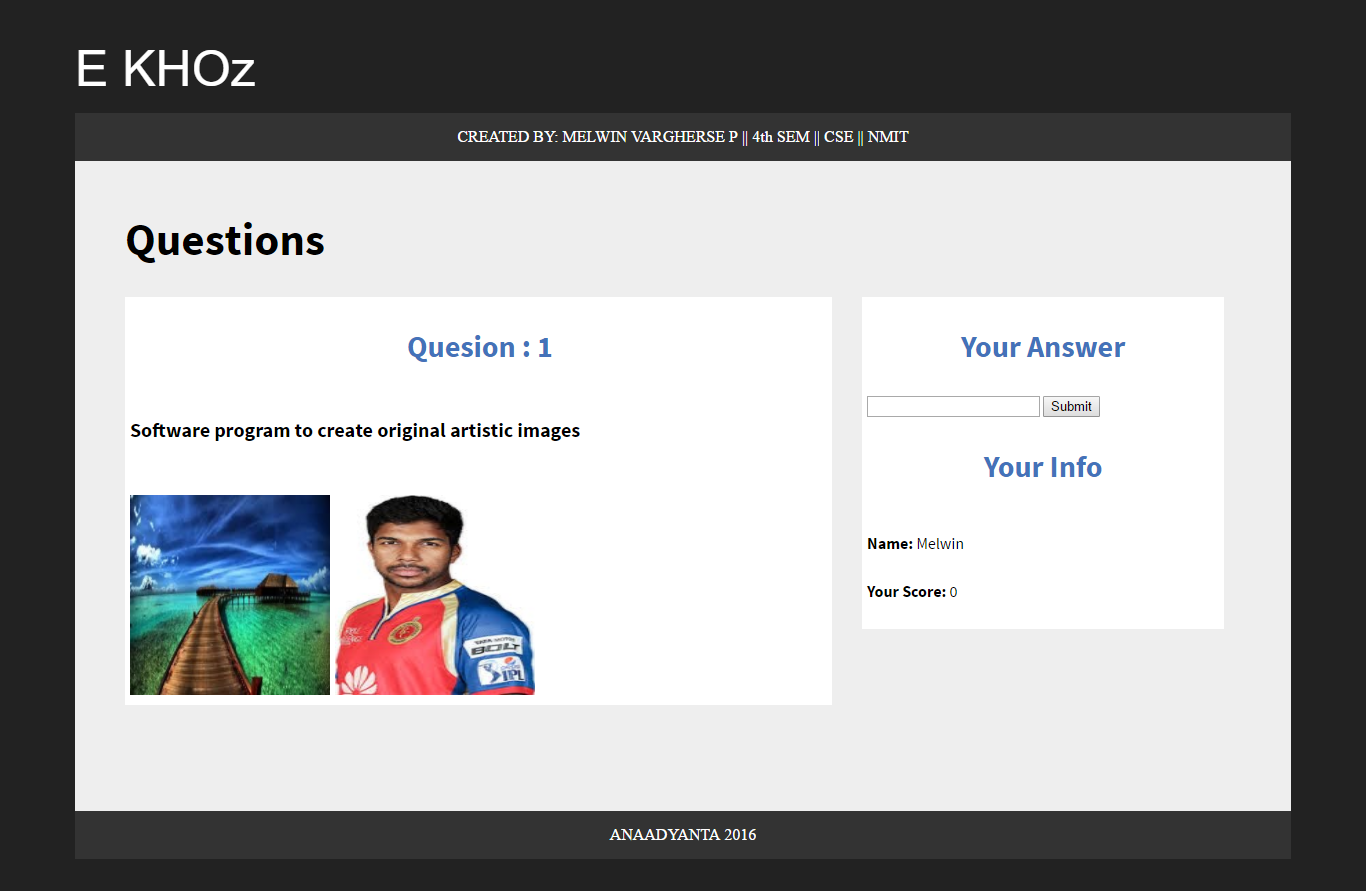 E KHOz
CREATED BY: MELWIN VARGHERSE P || 4th SEM || CSE || NMIT
Questions
Quesion : 1
Software program to create original artistic images
BOLT
IPL
Your Answer
Submit
Your Info
Name: Melwin
Your Score: 0
ANAADYANTA 2016